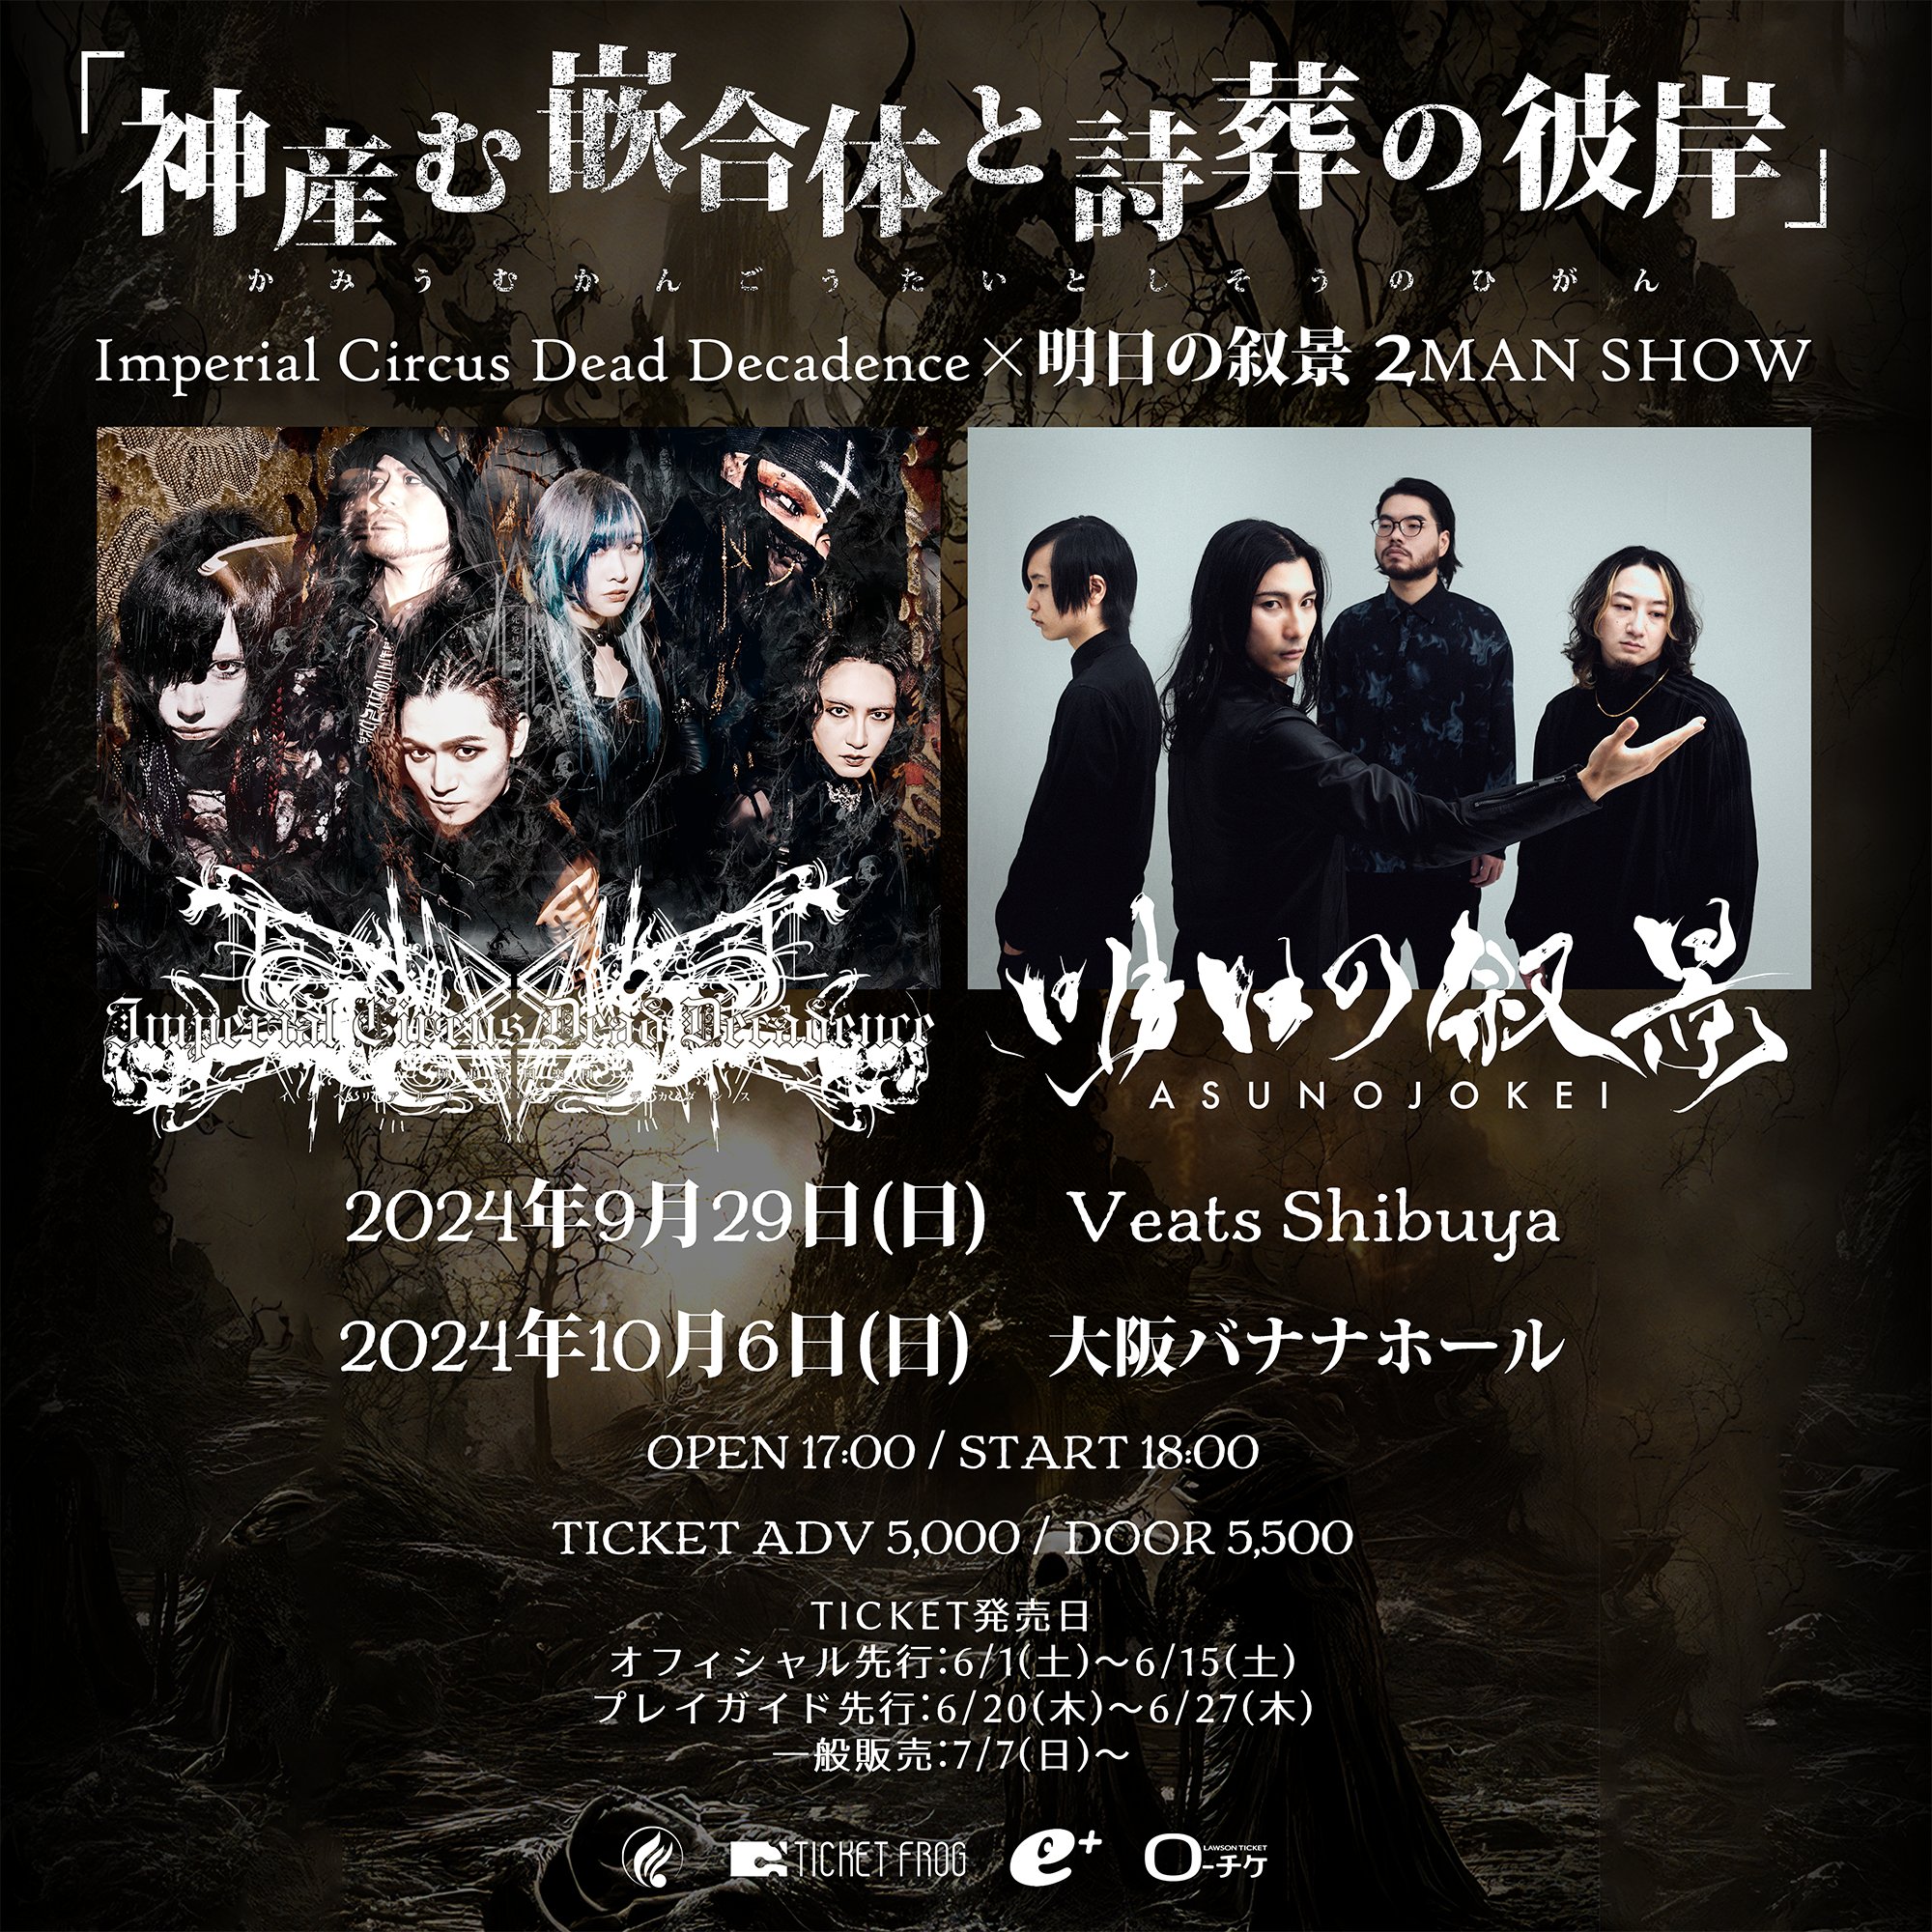 「神産む嵌合体と詩葬の彼岸」
かみうむかんごうたいとしそうのひがん
Imperial Circus Dead Decadence×明日の叙景 2MAN SHOW
Imperial Circus Dead Decadence
明日の叙景
ASUNOJOKEI
2024年9月29日(日) Veats Shibuya
2024年10月6日(日) 大阪バナナホール
OPEN 17:00 / START 18:00
TICKET ADV 5,000 / DOOR 5,500
TICKET発売日
オフィシャル先行:6/1(土)～6/15(土)
プレイガイド先行:6/20(木)～6/27(木)
一般販売:7/7(日)～
TICKET FROG e+ LAWSON TICKET ローチケ